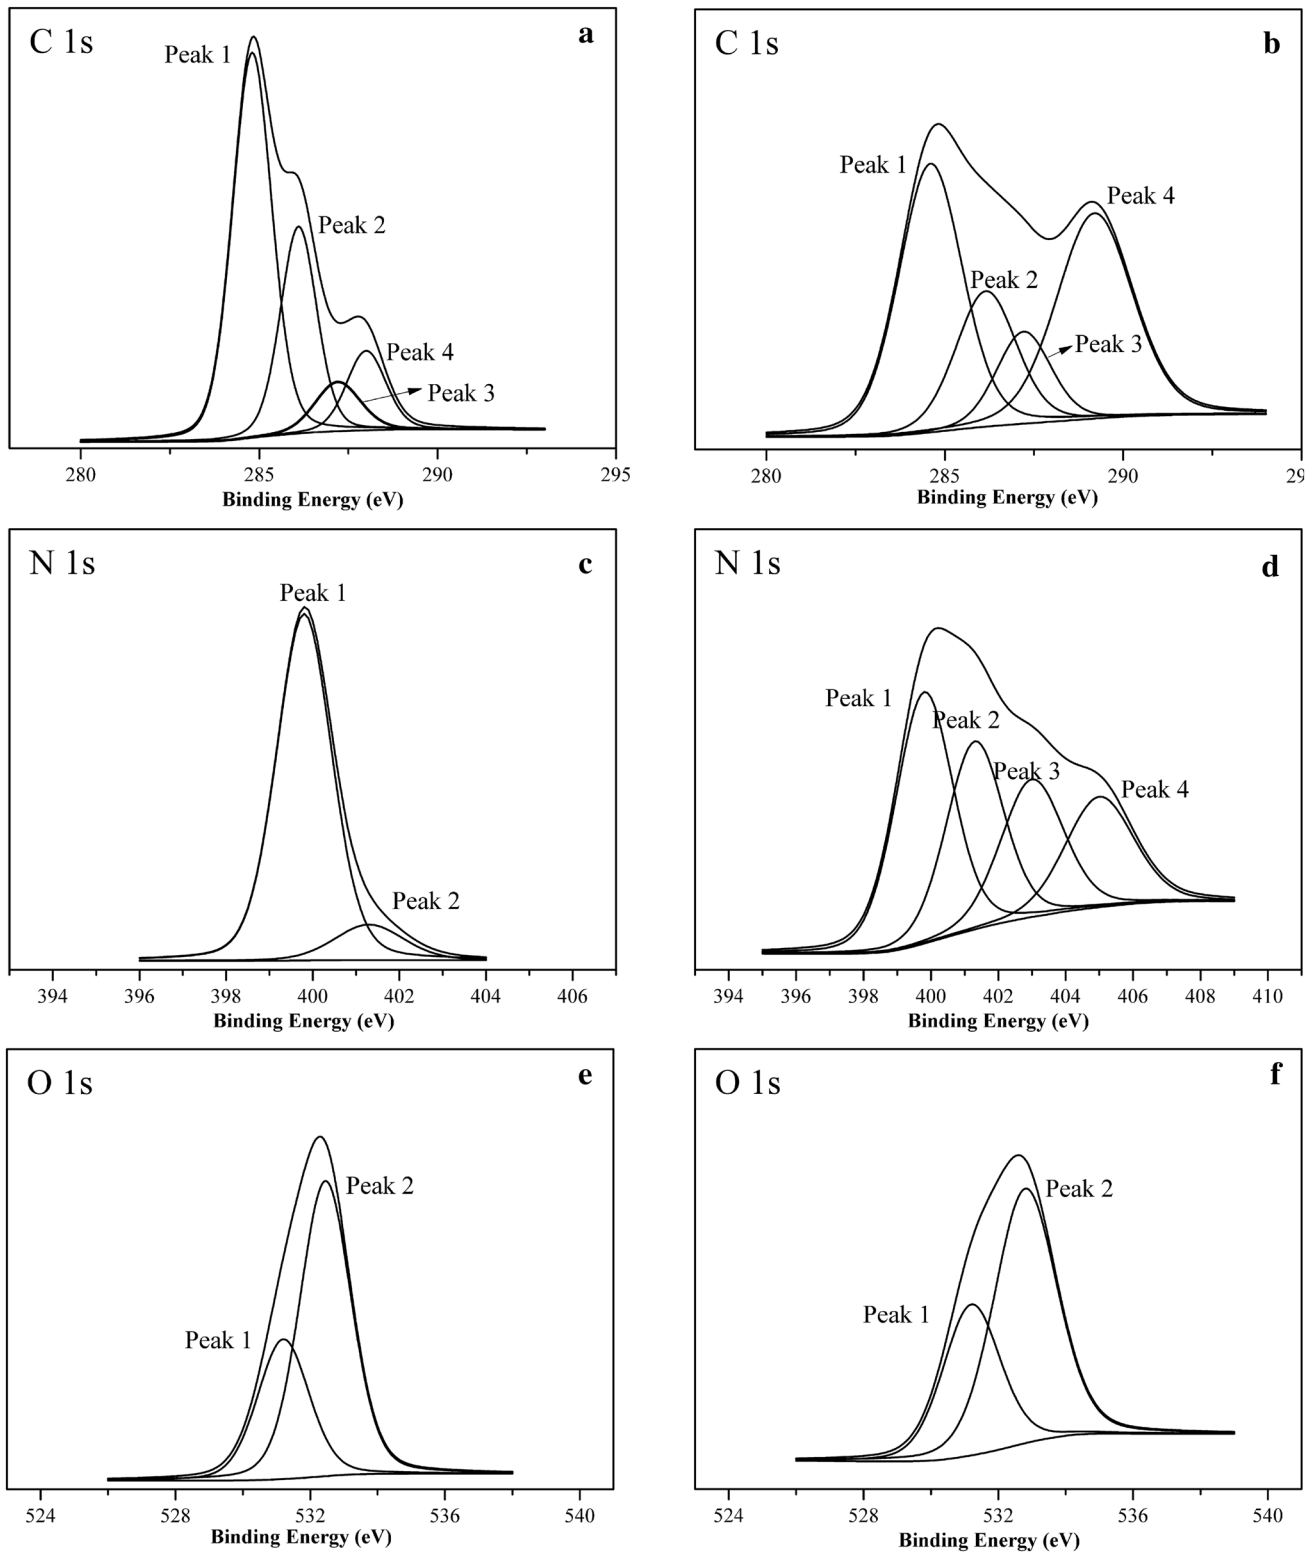 C 1s
a
Peak 1
Peak 2
Peak 4
Peak 3
280
285
290
295
Binding Energy (eV)
C 1s
b
Peak 1
Peak 4
Peak 2
Peak 3
280
285
290
29
Binding Energy (eV)
N 1s
c
Peak 1
Peak 2
394
396
398
400
402
404
406
Binding Energy (eV)
N 1s
d
Peak 1
Peak 2
Peak 3
Peak 4
394
396
398
400
402
404
406
408
410
Binding Energy (eV)
O 1s
e
Peak 2
Peak 1
524
528
532
536
540
Binding Energy (eV)
O 1s
f
Peak 2
Peak 1
524
528
532
536
540
Binding Energy (eV)